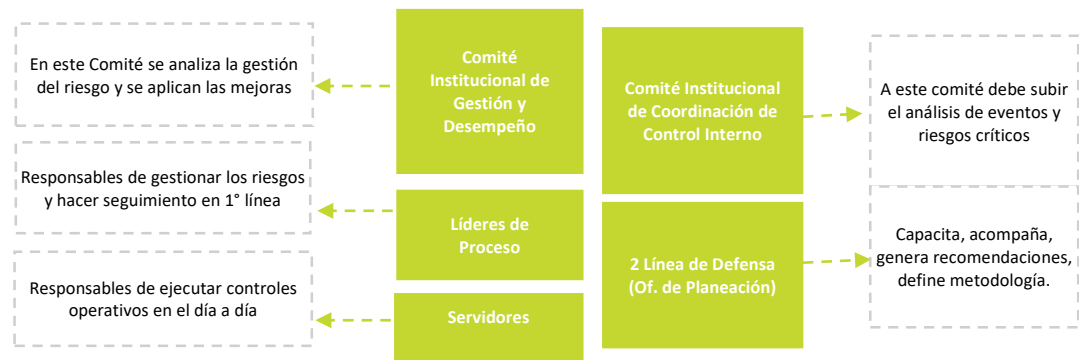 En este Comité se analiza la gestión
del riesgo y se aplican las mejoras
Comité
Institucional de
Gestión y
Desempeño
Comité Institucional
de Coordinación de
Control Interno
A este comité debe subir
el análisis de eventos y
riesgos críticos
Responsables de gestionar los riesgos
y hacer seguimiento en 1° línea
Líderes de
Proceso
2 Línea de Defensa
(Of. de Planeación)
Capacita, acompaña,
genera recomendaciones,
define metodología.
Responsables de ejecutar controles
operativos en el día a día
Servidores